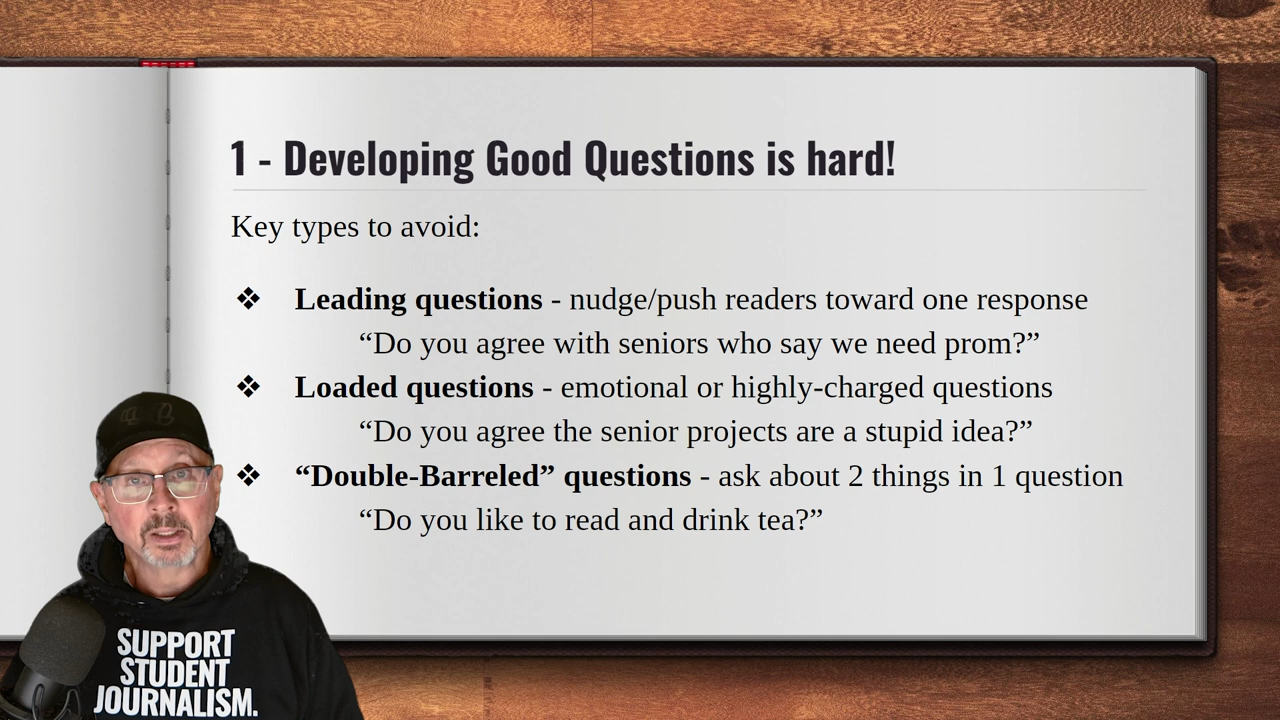 1 - Developing Good Questions is hard!
Key types to avoid:
❖ Leading questions - nudge/push readers toward one response
“Do you agree with seniors who say we need prom?”
❖ Loaded questions - emotional or highly-charged questions
“Do you agree the senior projects are a stupid idea?”
❖ “Double-Barreled” questions - ask about 2 things in 1 question
“Do you like to read and drink tea?”
SUPPORT
STUDENT
JOURNALISM.